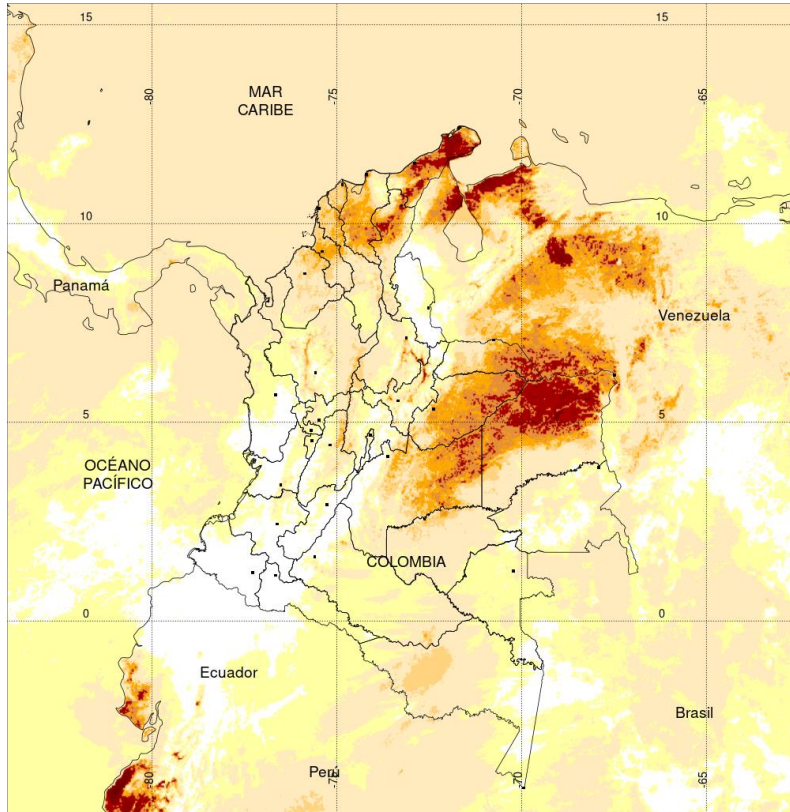 15
15
-80
-75
-70
-65
MAR
CARIBE
10
10
Panamá
Venezuela
5
5
OCÉANO
PACÍFICO
COLOMBIA
0
0
Ecuador
Brasil
Perú
-80
-75
-70
-65